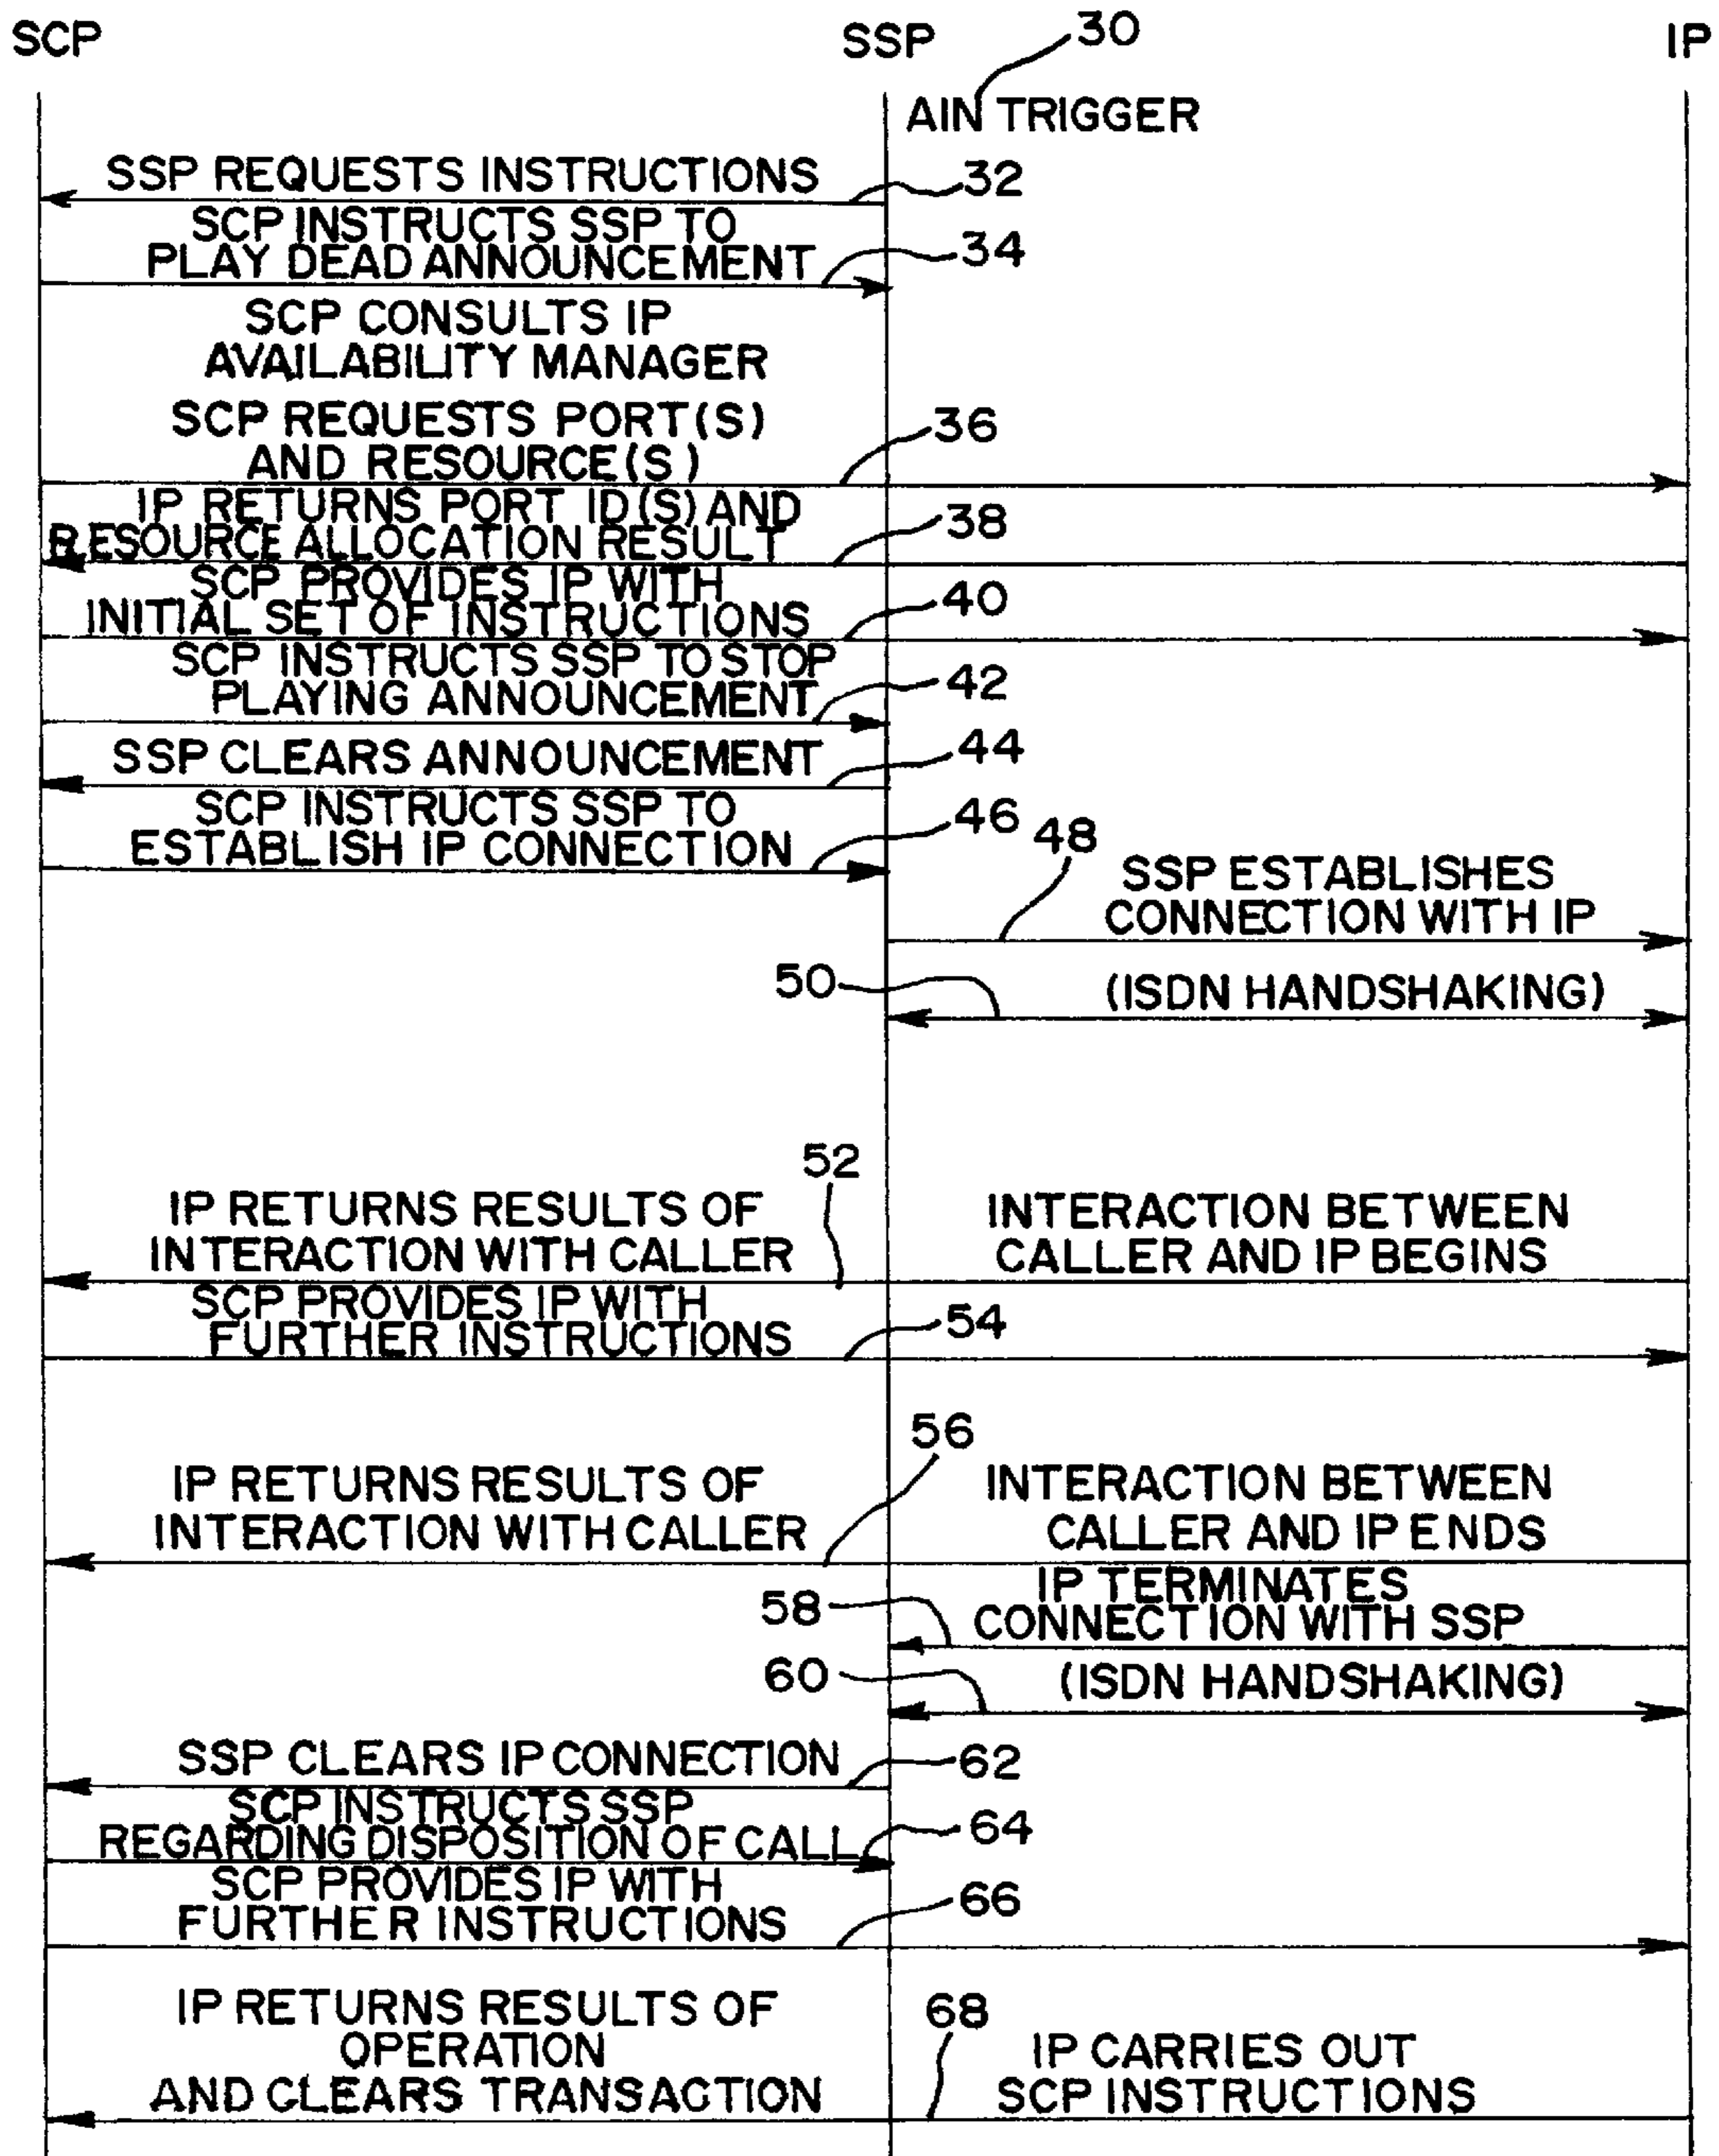 SCP SSP 30 IP
AIN TRIGGER
SSP REQUESTS INSTRUCTIONS 32
SCP INSTRUCTS SSP TO
PLAY DEAD ANNOUNCEMENT 34
SCP CONSULTS IP
AVAILABILITY MANAGER
SCP REQUESTS PORT(S)
AND RESOURCE(S) 36
IP RETURNS PORT ID(S) AND
RESOURCE ALLOCATION RESULT 38
SCP PROVIDES IP WITH
INITIAL SET OF INSTRUCTIONS 40
SCP INSTRUCTS SSP TO STOP
PLAYING ANNOUNCEMENT 42
SSP CLEARS ANNOUNCEMENT 44
SCP INSTRUCTS SSP TO
ESTABLISH IP CONNECTION 46
48
SSP ESTABLISHES
CONNECTION WITH IP
50 (ISDN HANDSHAKING)
52
IP RETURNS RESULTS OF
INTERACTION WITH CALLER
INTERACTION BETWEEN
CALLER AND IP BEGINS
SCP PROVIDES IP WITH
FURTHER INSTRUCTIONS 54
56
IP RETURNS RESULTS OF
INTERACTION WITH CALLER
INTERACTION BETWEEN
CALLER AND IP ENDS
IP TERMINATES
58 CONNECTION WITH SSP
60 (ISDN HANDSHAKING)
SSP CLEARS IP CONNECTION 62
SCP INSTRUCTS SSP
REGARDING DISPOSITION OF CALL 64
SCP PROVIDES IP WITH
FURTHER INSTRUCTIONS 66
IP RETURNS RESULTS OF
OPERATION
AND CLEARS TRANSACTION
68
IP CARRIES OUT
SCP INSTRUCTIONS